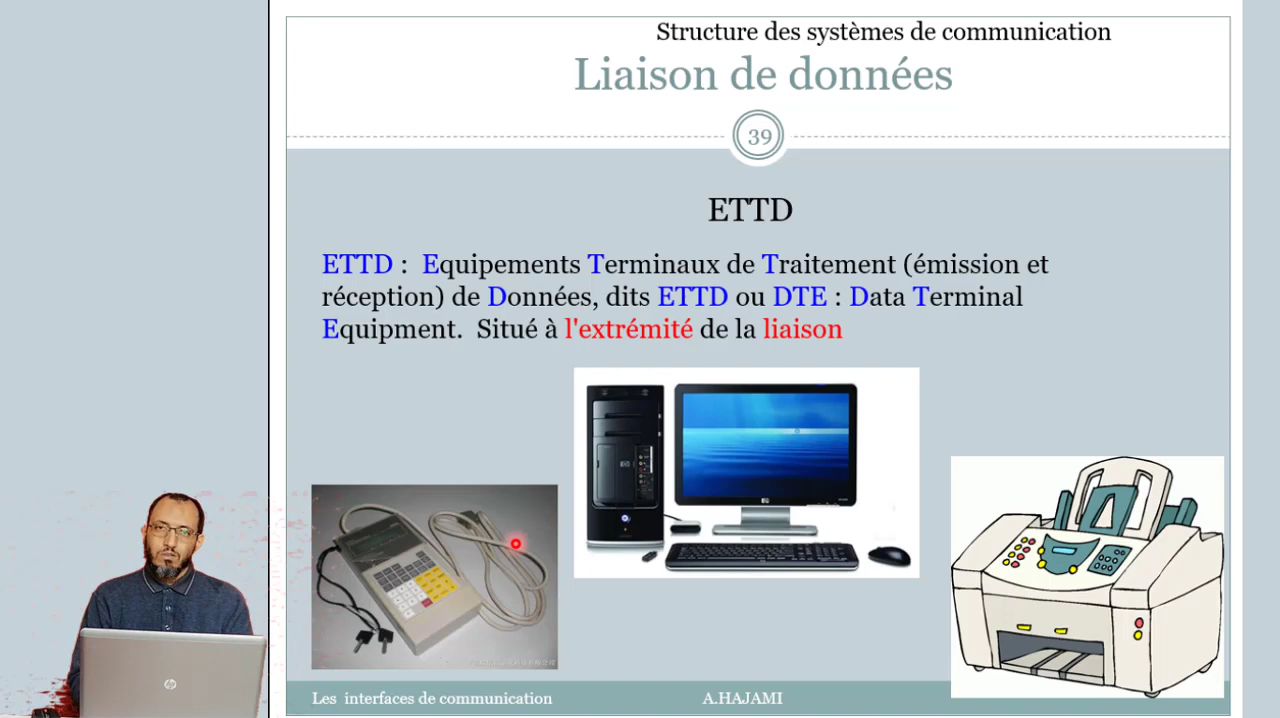 Structure des systèmes de communication
Liaison de données
39
ETTD
ETTD : Equipements Terminaux de Traitement (émission et
réception) de Données, dits ETTD ou DTE : Data Terminal
Equipment. Situé à l'extrémité de la liaison
Les interfaces de communication
A.HAJAMI